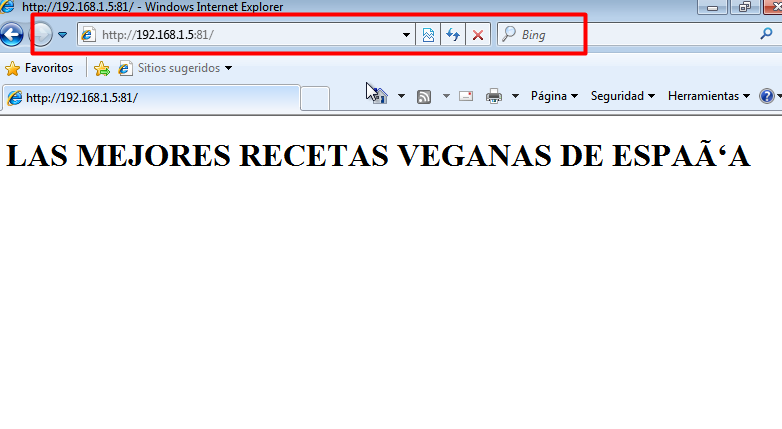 http://192.168.1.5:81/ - Windows Internet Explorer
http://192.168.1.5:81/
Bing
Favoritos
Sitios sugeridos
http://192.168.1.5:81/
Página
Seguridad
Herramientas
LAS MEJORES RECETAS VEGANAS DE ESPAÃ‘A